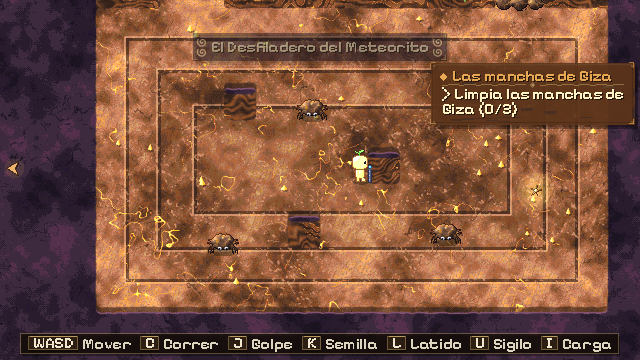 El Desfiladero del Meteorito
Las manchas de Giza
Limpia las manchas de
Giza (0/3)
WASD Mover C Correr J Golpe K Semilla L Latido U Sigilo I Carga